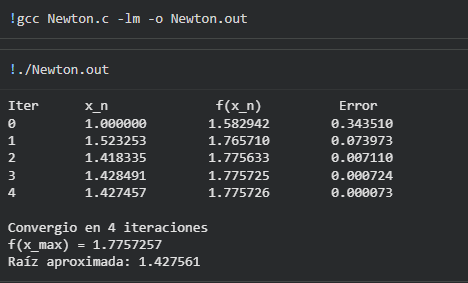 !gcc Newton.c -lm -o Newton.out
!./Newton.out
Iter x_n f(x_n) Error
0 1.000000 1.582942 0.343510
1 1.523253 1.765710 0.073973
2 1.418335 1.775633 0.007110
3 1.428491 1.775725 0.000724
4 1.427457 1.775726 0.000073
Convergio en 4 iteraciones
f(x_max) = 1.7757257
Raíz aproximada: 1.427561